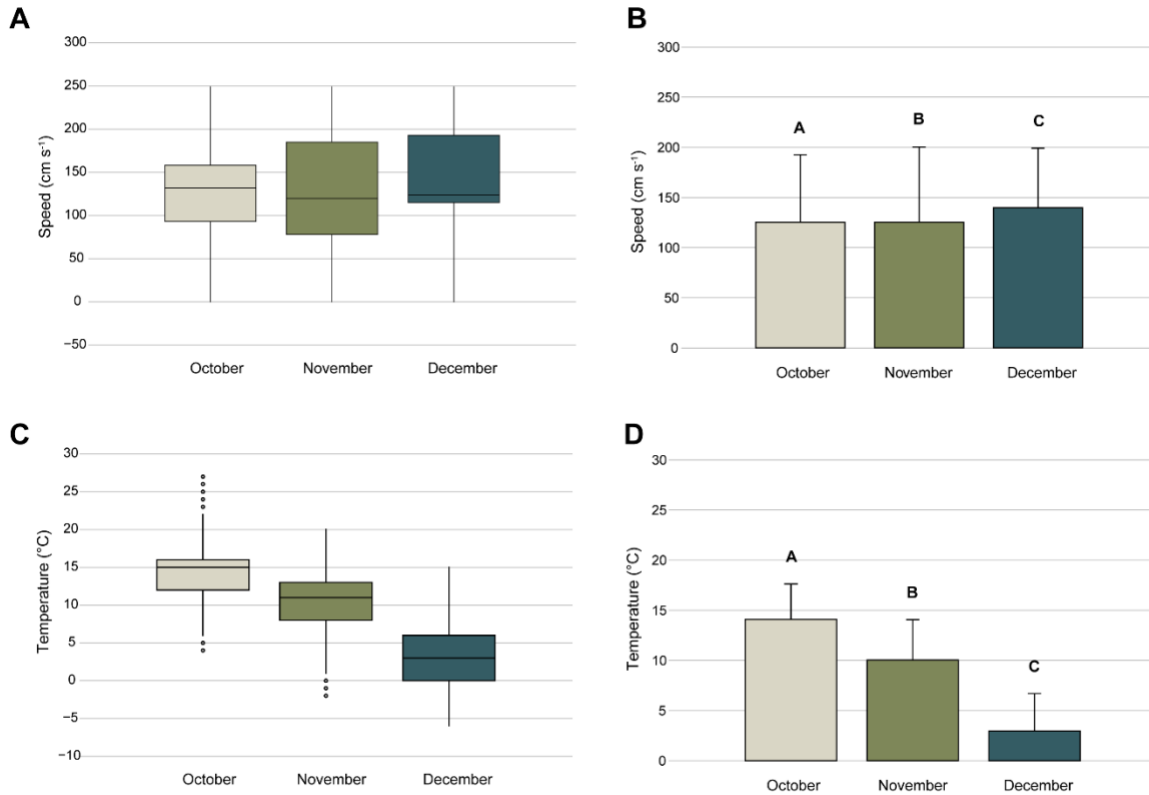 A
300
250
200
150
100
50
0
−50
Speed (cm s⁻¹)
October November December
B
300
250
200
150
100
50
0
Speed (cm s⁻¹)
A B C
October November December
C
30
25
20
15
10
5
0
−5
−10
Temperature (°C)
October November December
D
30
25
20
15
10
5
0
Temperature (°C)
A
B
C
October November December